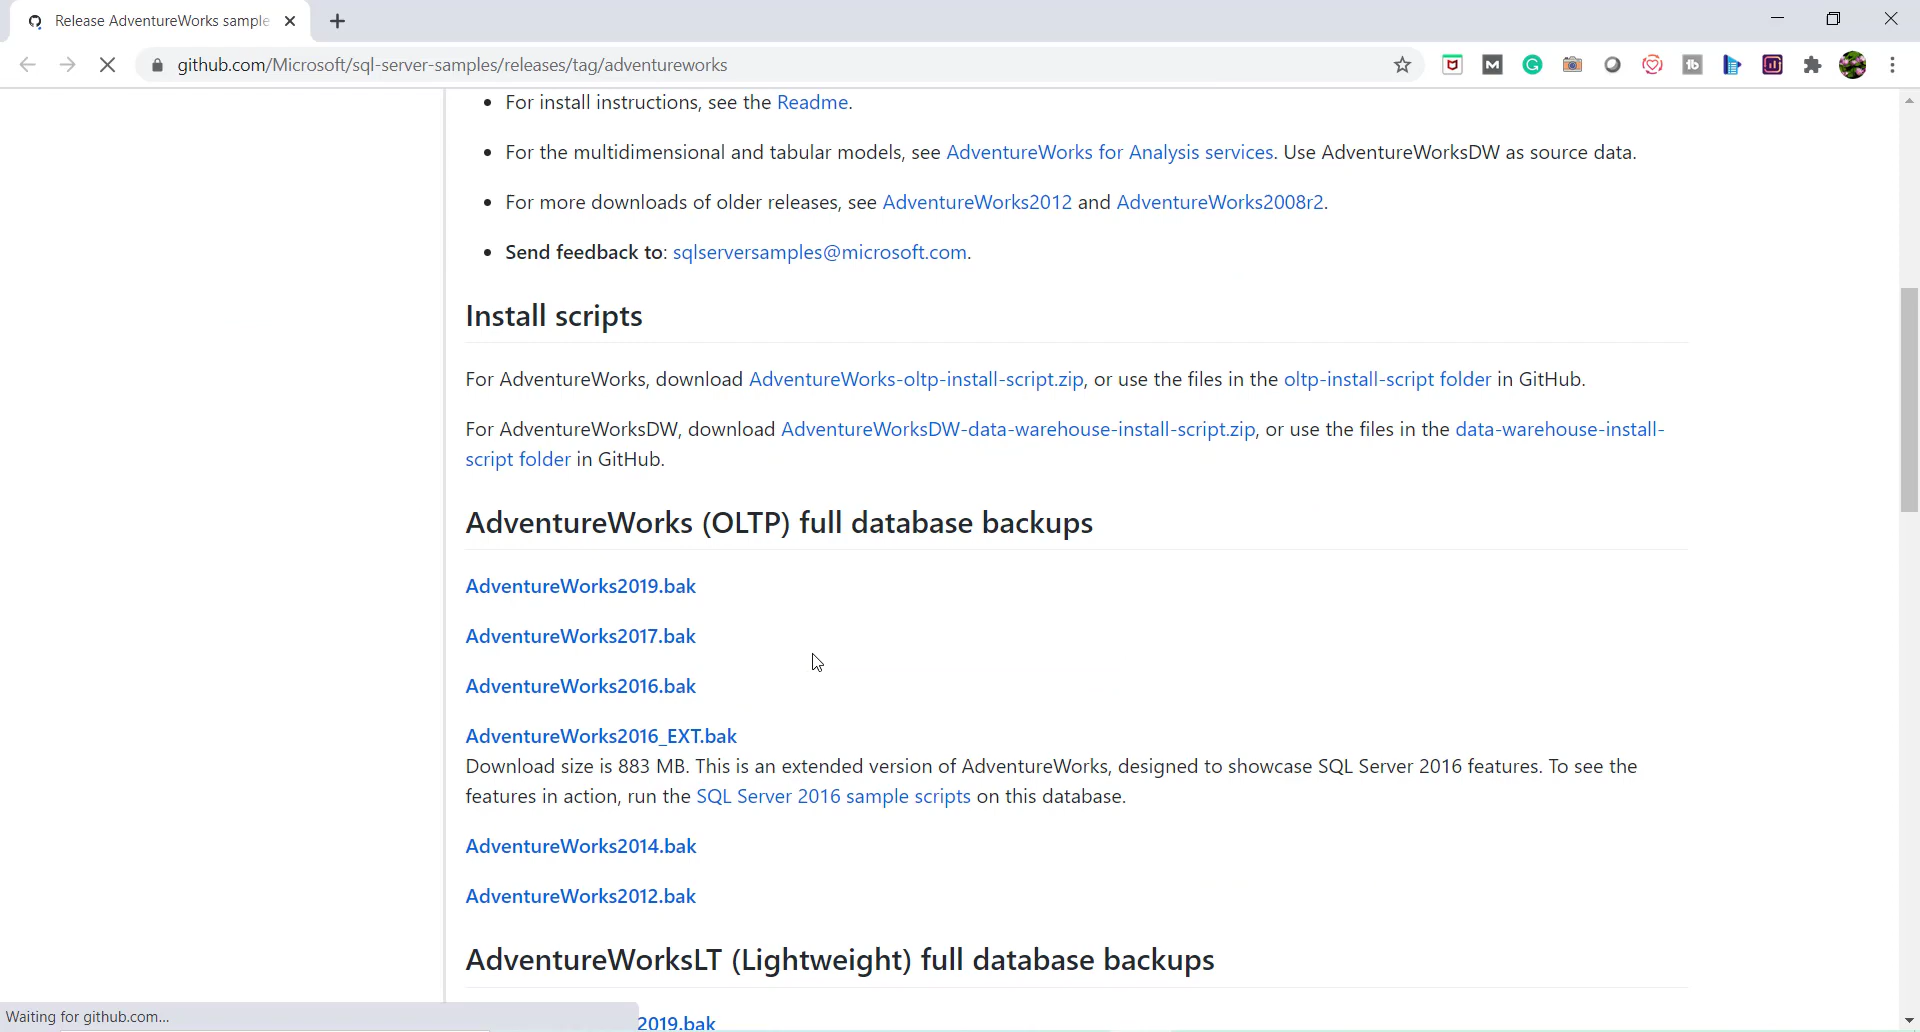 Release AdventureWorks sample
github.com/Microsoft/sql-server-samples/releases/tag/adventureworks
For install instructions, see the Readme.
For the multidimensional and tabular models, see AdventureWorks for Analysis services. Use AdventureWorksDW as source data.
For more downloads of older releases, see AdventureWorks2012 and AdventureWorks2008r2.
Send feedback to: sqlserversamples@microsoft.com.
Install scripts
For AdventureWorks, download AdventureWorks-oltp-install-script.zip, or use the files in the oltp-install-script folder in GitHub.
For AdventureWorksDW, download AdventureWorksDW-data-warehouse-install-script.zip, or use the files in the data-warehouse-install-
script folder in GitHub.
AdventureWorks (OLTP) full database backups
AdventureWorks2019.bak
AdventureWorks2017.bak
AdventureWorks2016.bak
AdventureWorks2016_EXT.bak
Download size is 883 MB. This is an extended version of AdventureWorks, designed to showcase SQL Server 2016 features. To see the
features in action, run the SQL Server 2016 sample scripts on this database.
AdventureWorks2014.bak
AdventureWorks2012.bak
AdventureWorksLT (Lightweight) full database backups
2019.bak
Waiting for github.com...